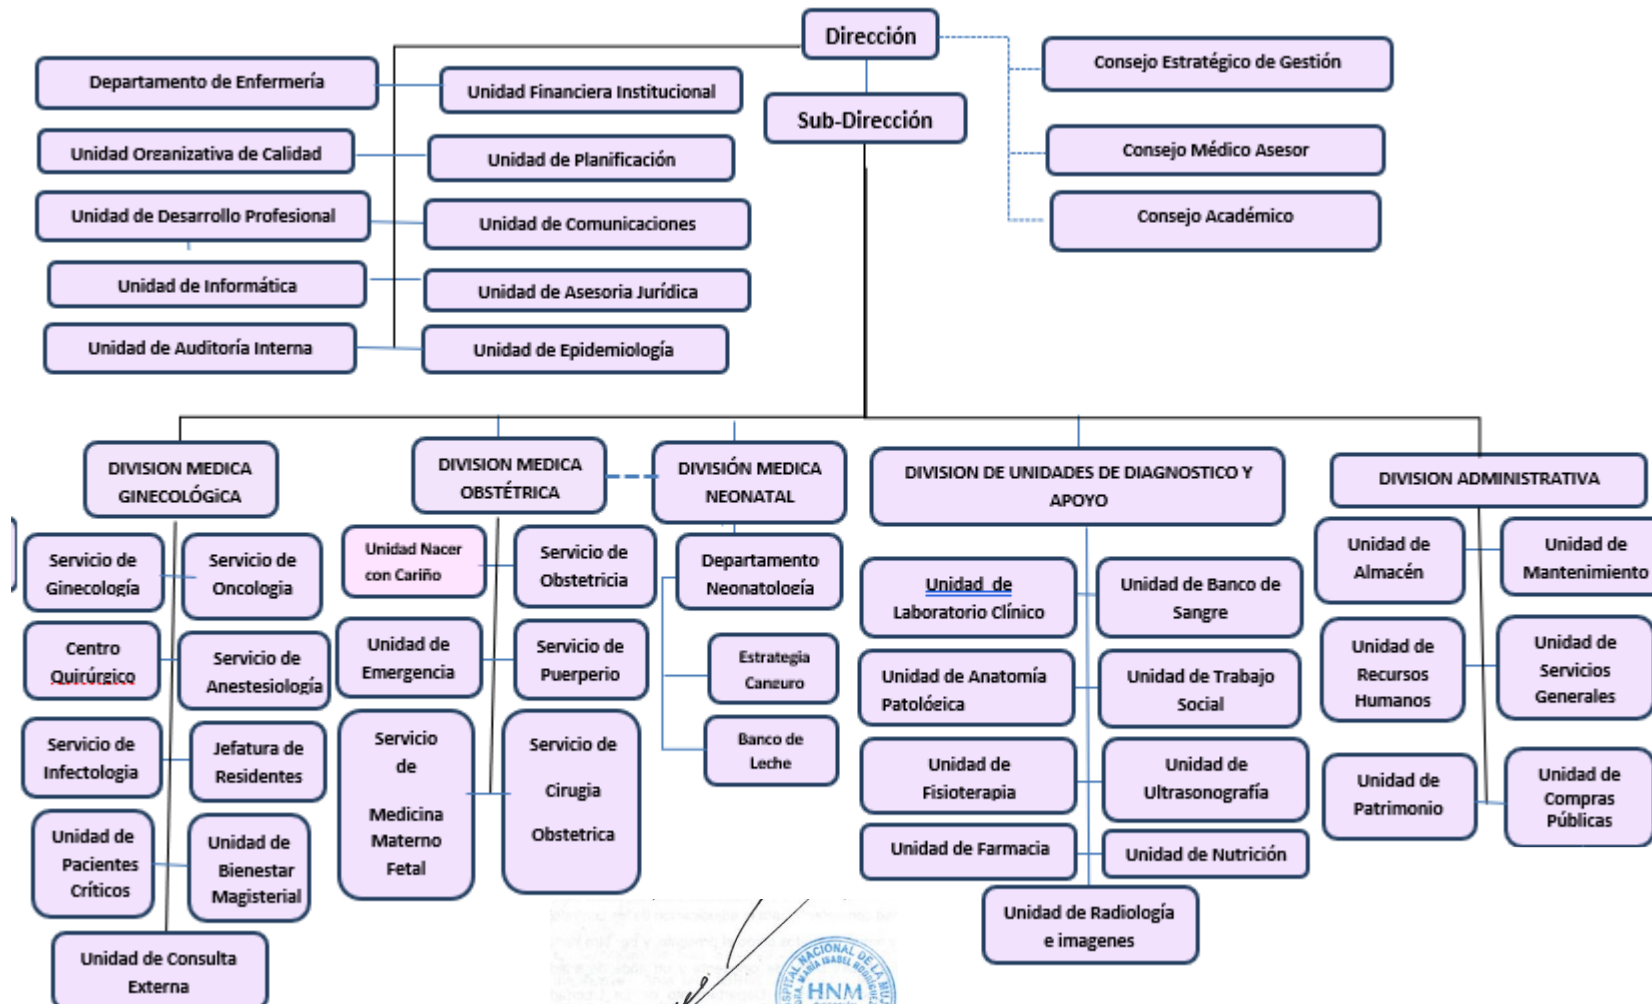 Dirección
Sub-Dirección
Consejo Estratégico de Gestión
Consejo Médico Asesor
Consejo Académico
Departamento de Enfermería
Unidad Financiera Institucional
Unidad Organizativa de Calidad
Unidad de Planificación
Unidad de Desarrollo Profesional
Unidad de Comunicaciones
Unidad de Informática
Unidad de Asesoria Jurídica
Unidad de Auditoría Interna
Unidad de Epidemiología
DIVISION MEDICA
GINECOLÓGiCA
Servicio de
Ginecología
Servicio de
Oncologia
Centro
Quirúrgico
Servicio de
Anestesiología
Servicio de
Infectologia
Jefatura de
Residentes
Unidad de
Pacientes
Críticos
Unidad de
Bienestar
Magisterial
Unidad de Consulta
Externa
DIVISION MEDICA
OBSTÉTRICA
Unidad Nacer
con Cariño
Servicio de
Obstetricia
Unidad de
Emergencia
Servicio de
Puerperio
Servicio
de
Medicina
Materno
Fetal
Servicio de
Cirugia
Obstetrica
DIVISIÓN MEDICA
NEONATAL
Departamento
Neonatología
Estrategia
Canguro
Banco de
Leche
DIVISION DE UNIDADES DE DIAGNOSTICO Y
APOYO
Unidad de
Laboratorio Clínico
Unidad de Banco de
Sangre
Unidad de Anatomía
Patológica
Unidad de Trabajo
Social
Unidad de
Fisioterapia
Unidad de
Ultrasonografía
Unidad de Farmacia
Unidad de Nutrición
Unidad de Radiología
e imagenes
DIVISION ADMINISTRATIVA
Unidad de
Almacén
Unidad de
Mantenimiento
Unidad de
Recursos
Humanos
Unidad de
Servicios
Generales
Unidad de
Patrimonio
Unidad de
Compras
Públicas
HNM